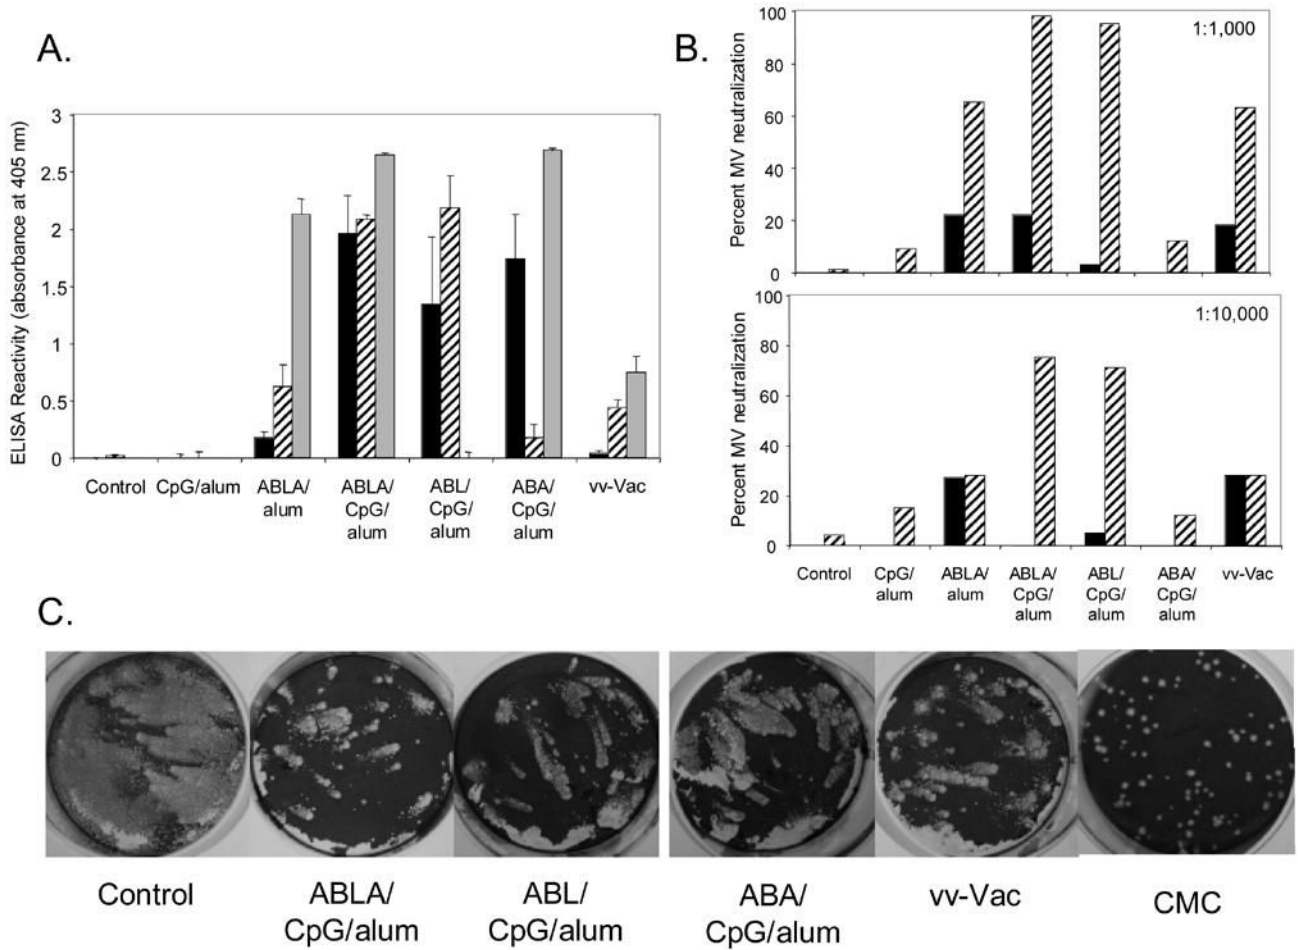 A.
ELISA Reactivity (absorbance at 405 nm)
3
2.5
2
1.5
1
0.5
0
Control
CpG/alum
ABLA/
alum
ABLA/
CpG/
alum
ABL/
CpG/
alum
ABA/
CpG/
alum
vv-Vac
B.
Percent MV neutralization
100
80
60
40
20
0
1:1,000
Percent MV neutralization
100
80
60
40
20
0
1:10,000
Control
CpG/
alum
ABLA/
alum
ABLA/
CpG/
alum
ABL/
CpG/
alum
ABA/
CpG/
alum
vv-Vac
C.
Control
ABLA/
CpG/alum
ABL/
CpG/alum
ABA/
CpG/alum
vv-Vac
CMC